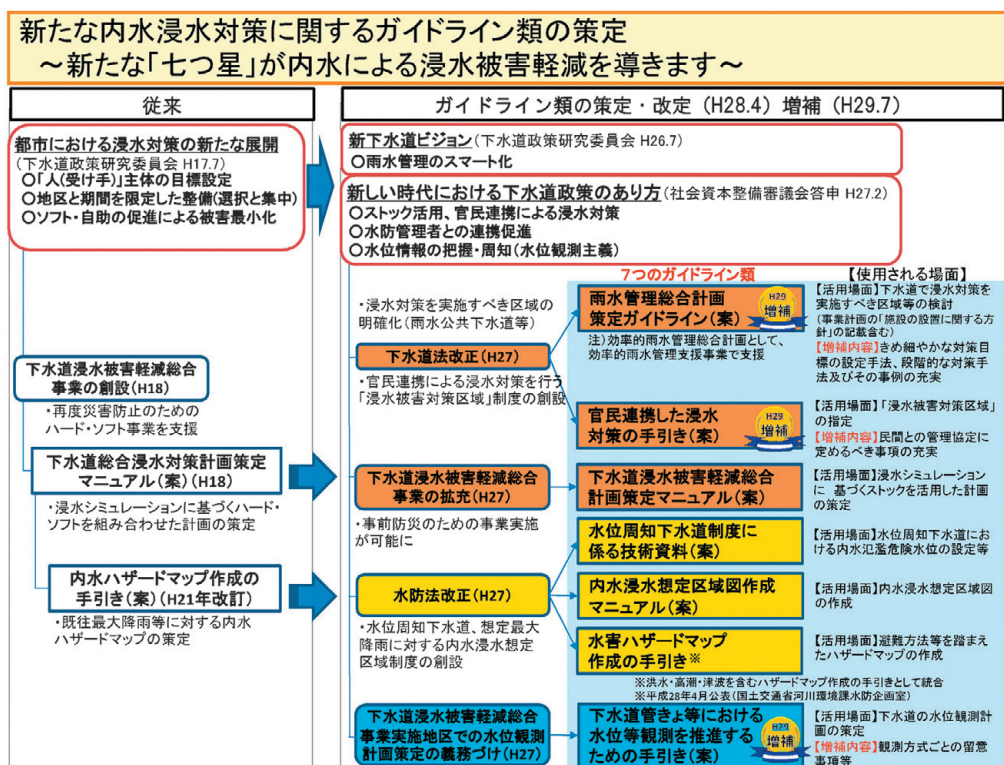 新たな内水浸水対策に関するガイドライン類の策定
～新たな「七つ星」が内水による浸水被害軽減を導きます～
従来
都市における浸水対策の新たな展開
(下水道政策研究委員会 H17.7)
〇「人(受け手)」主体の目標設定
〇地区と期間を限定した整備(選択と集中)
〇ソフト・自助の促進による被害最小化
下水道浸水被害軽減総合
事業の創設(H18)
・再度災害防止のための
ハード・ソフト事業を支援
下水道総合浸水対策計画策定
マニュアル(案)(H18)
・浸水シミュレーションに基づくハード・
ソフトを組み合わせた計画の策定
内水ハザードマップ作成の
手引き(案)(H21年改訂)
・既往最大降雨等に対する内水
ハザードマップの策定
ガイドライン類の策定・改定(H28.4)増補(H29.7)
新下水道ビジョン(下水道政策研究委員会 H26.7)
〇雨水管理のスマート化
新しい時代における下水道政策のあり方(社会資本整備審議会答申 H27.2)
〇ストック活用、官民連携による浸水対策
〇水防管理者との連携促進
〇水位情報の把握・周知(水位観測主義)
7つのガイドライン類
【使用される場面】
・浸水対策を実施すべき区域の
明確化(雨水公共下水道等)
下水道法改正(H27)
・官民連携による浸水対策を行う
「浸水被害対策区域」制度の創設
雨水管理総合計画
策定ガイドライン(案)
H29
増補
注)効率的雨水管理総合計画として、
効率的雨水管理支援事業で支援
【活用場面】下水道で浸水対策を
実施すべき区域等の検討
(事業計画の「施設の設置に関する方
針」の記載含む)
【増補内容】きめ細やかな対策目
標の設定手法、段階的な対策手
法及びその事例の充実
官民連携した浸水
対策の手引き(案)
H29
増補
【活用場面】「浸水被害対策区域」
の指定
【増補内容】民間との管理協定に
定めるべき事項の充実
下水道浸水被害軽減総合
事業の拡充(H27)
・事前防災のための事業実施
が可能に
下水道浸水被害軽減総合
計画策定マニュアル(案)
【活用場面】浸水シミュレーション
に 基づくストックを活用した計画
の策定
水防法改正(H27)
・水位周知下水道、想定最大
降雨に対する内水浸水想定
区域制度の創設
水位周知下水道制度に
係る技術資料(案)
【活用場面】水位周知下水道にお
ける内水氾濫危険水位の設定等
内水浸水想定区域図作成
マニュアル(案)
【活用場面】内水浸水想定区域図
の作成
水害ハザードマップ
作成の手引き※
【活用場面】避難方法等を踏まえ
たハザードマップの作成
※洪水・高潮・津波を含むハザードマップ作成の手引きとして統合
※平成28年4月公表(国土交通省河川環境課水防企画室)
下水道浸水被害軽減総合
事業実施地区での水位観測
計画策定の義務づけ(H27)
下水道管きょ等における
水位等観測を推進する
ための手引き(案)
H29
増補
【活用場面】下水道の水位観測計
画の策定
【増補内容】観測方式ごとの留意
事項等